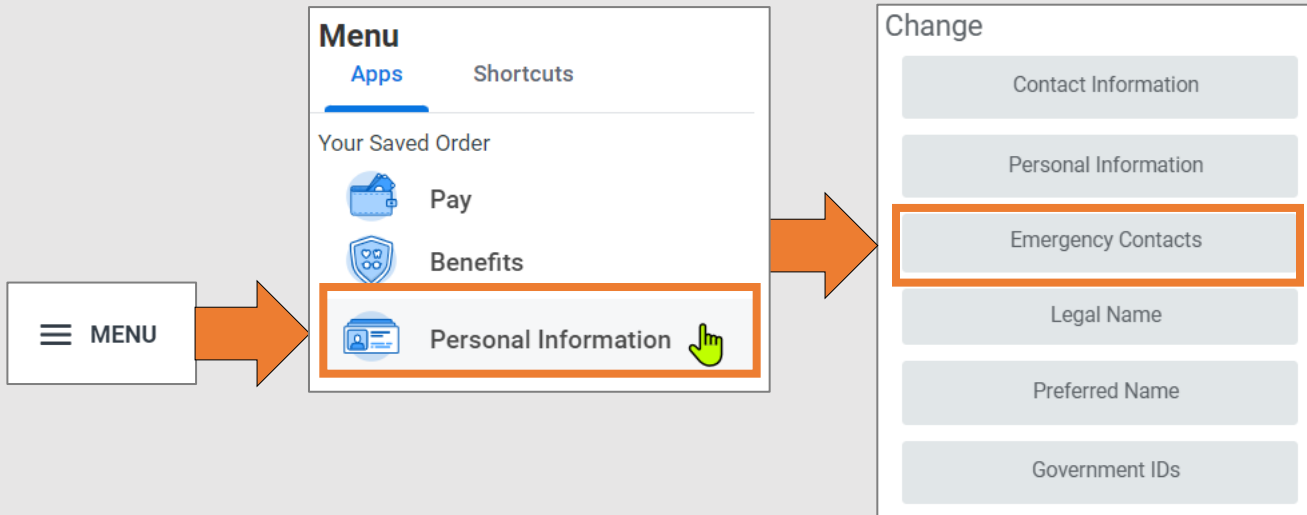 MENU
Menu
Apps Shortcuts
Your Saved Order
Pay
Benefits
Personal Information
Change
Contact Information
Personal Information
Emergency Contacts
Legal Name
Preferred Name
Government IDs